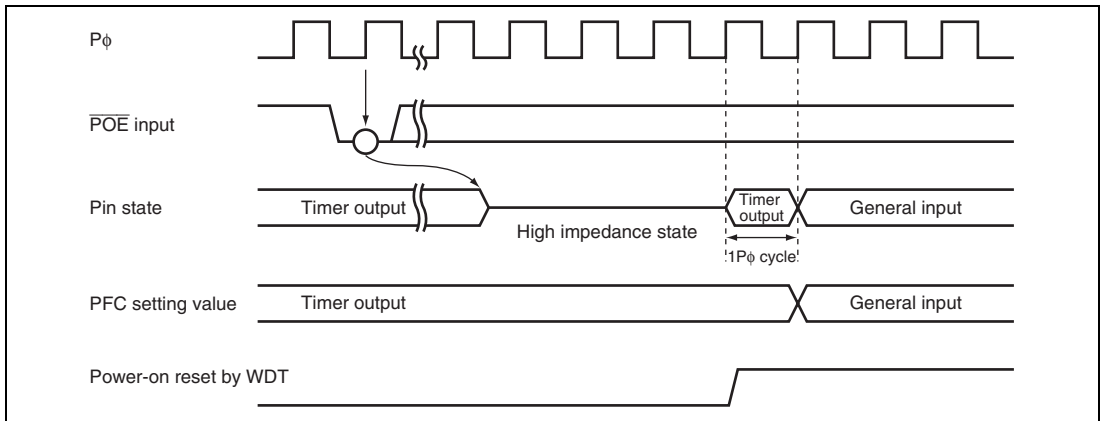 Pϕ
POE input
Pin state
Timer output
High impedance state
Timer
output
General input
1Pϕ cycle
PFC setting value
Timer output
General input
Power-on reset by WDT